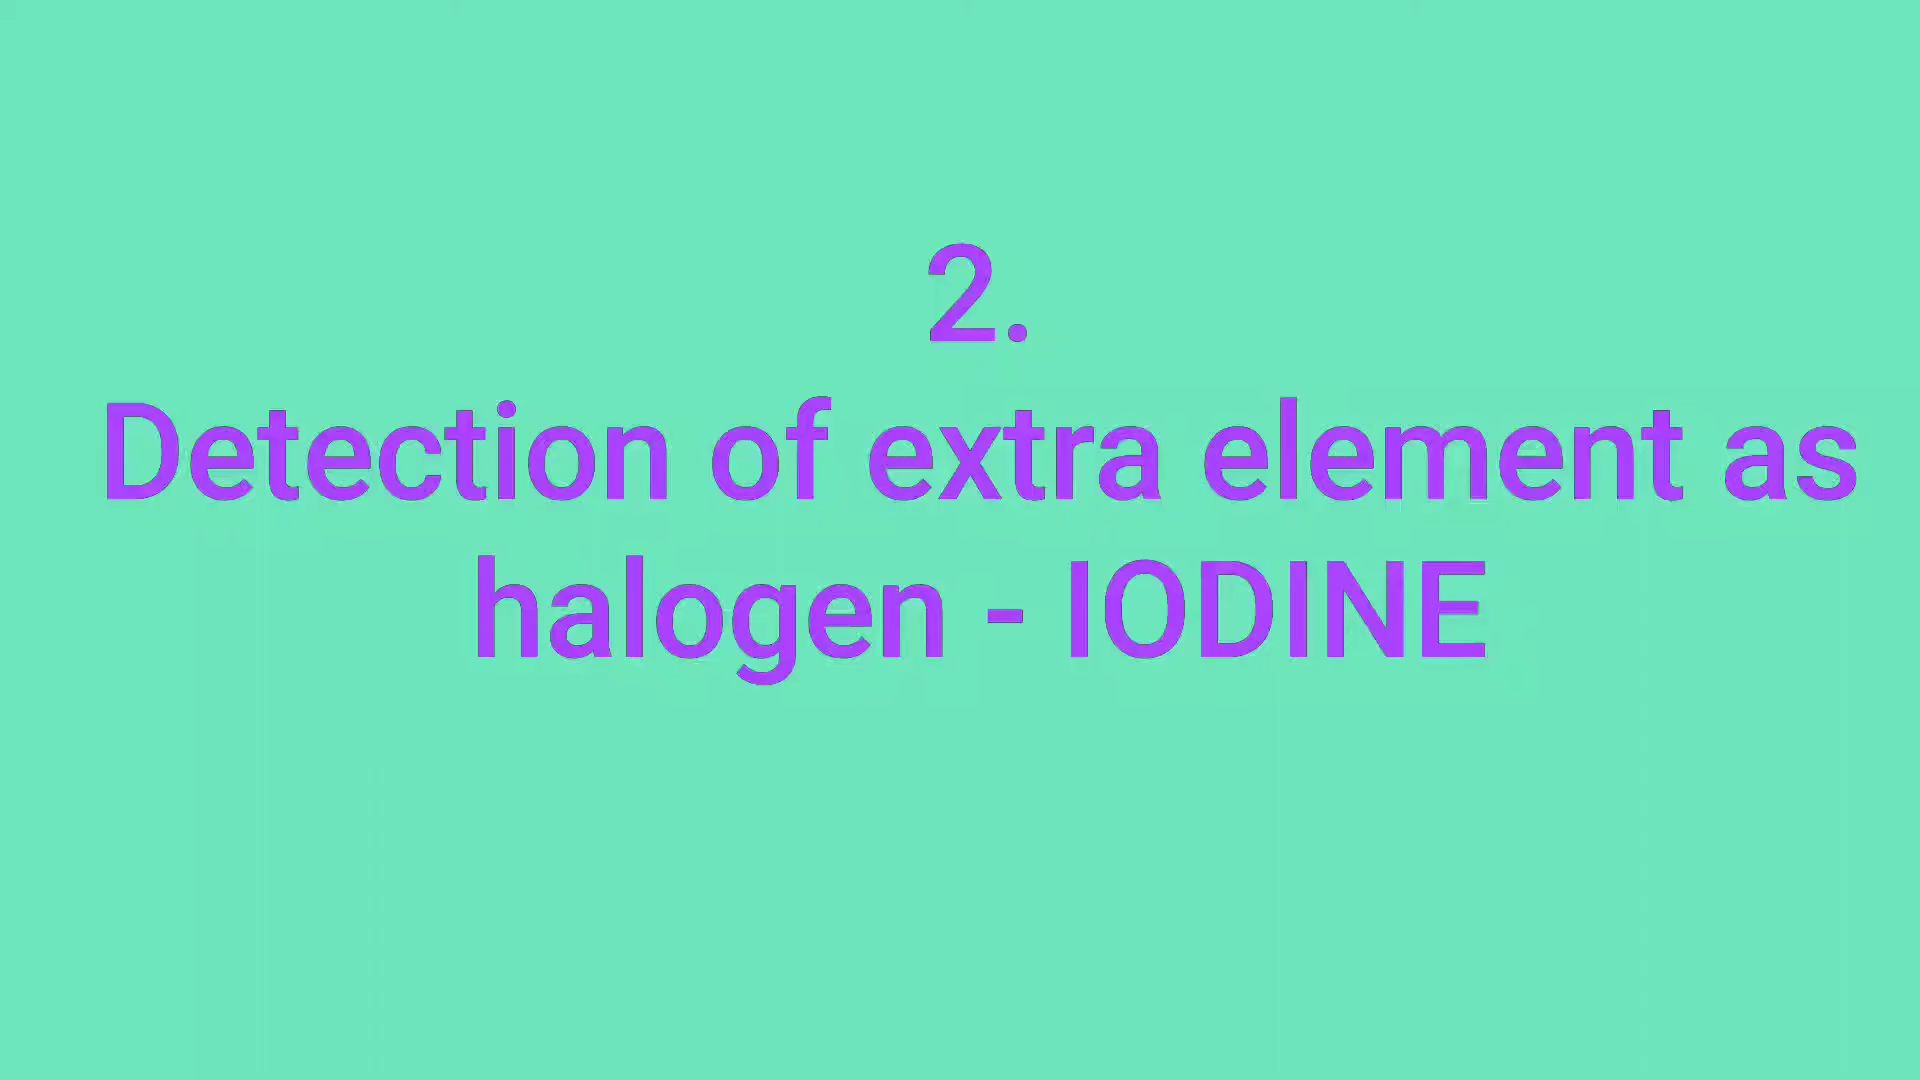 2.
Detection of extra element as
halogen - IODINE